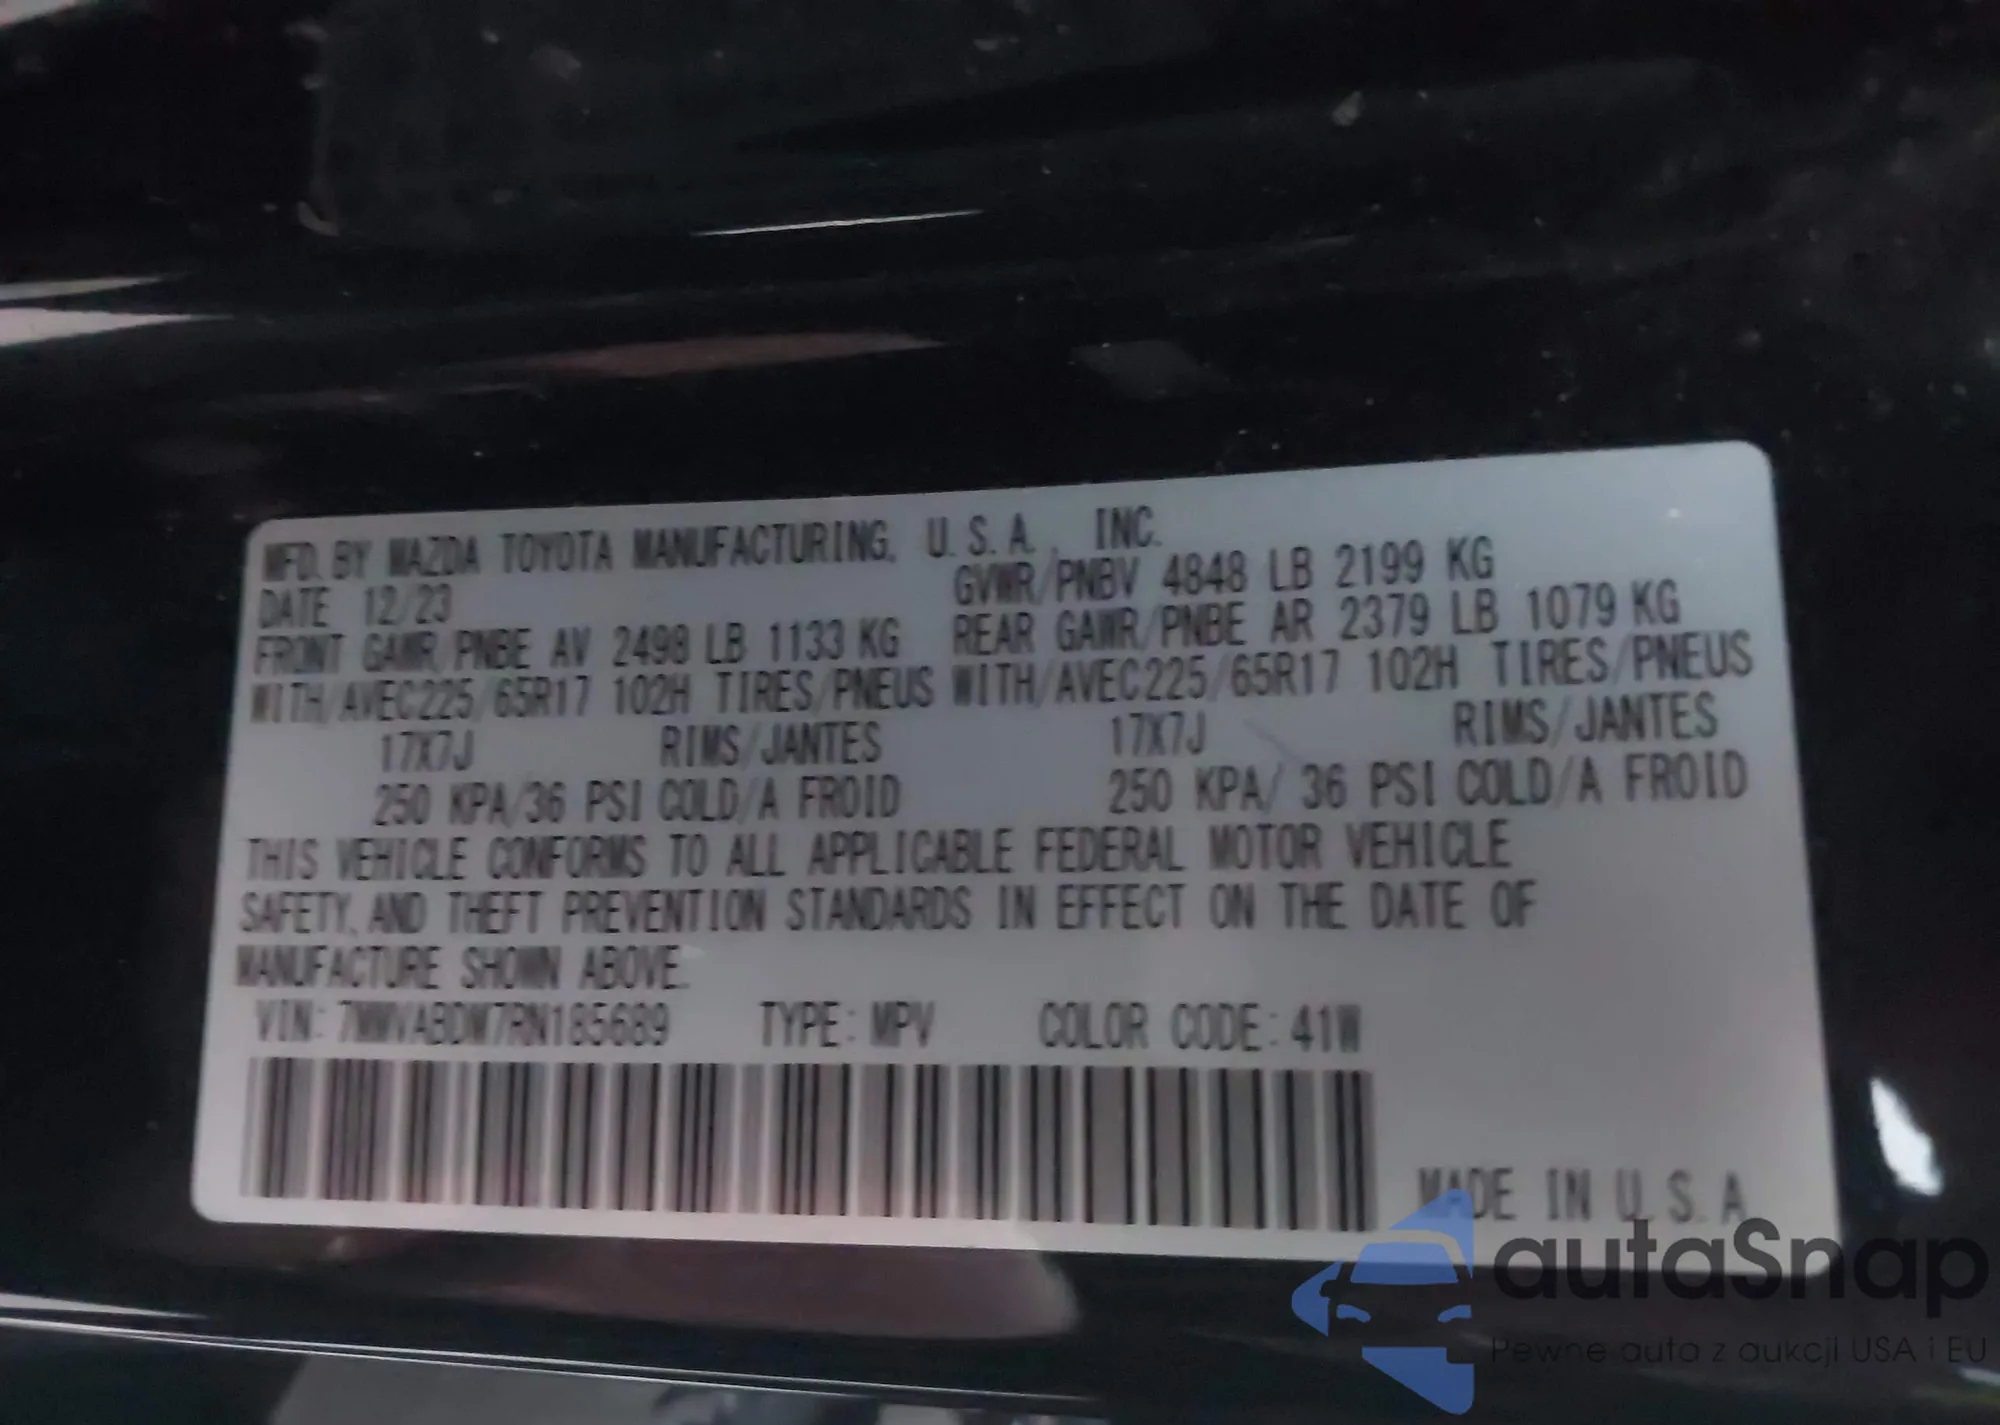 MFD. BY MAZDA TOYOTA MANUFACTURING, U.S.A., INC.
DATE 12/23 GVWR/PNBV 4848 LB 2199 KG
FRONT GAWR/PNBE AV 2498 LB 1133 KG REAR GAWR/PNBE AR 2379 LB 1079 KG
WITH/AVEC225/65R17 102H TIRES/PNEUS WITH/AVEC225/65R17 102H TIRES/PNEUS
17X7J RIMS/JANTES 17X7J RIMS/JANTES
250 KPA/36 PSI COLD/A FROID 250 KPA/ 36 PSI COLD/A FROID
THIS VEHICLE CONFORMS TO ALL APPLICABLE FEDERAL MOTOR VEHICLE
SAFETY, AND THEFT PREVENTION STANDARDS IN EFFECT ON THE DATE OF
MANUFACTURE SHOWN ABOVE.
VIN: 7MMVABDM7RN185689 TYPE: MPV COLOR CODE: 41W
MADE IN U.S.A
autaSnap
Pewne auta z aukcji USA i EU